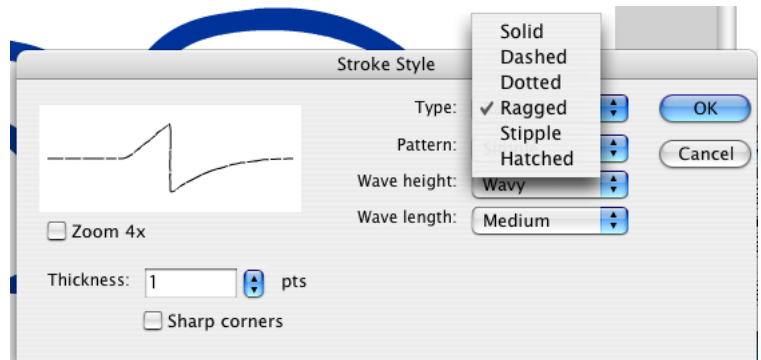 Stroke Style
Solid
Dashed
Dotted
✓ Ragged
Stipple
Hatched
Type:
Pattern:
Wave height: Wavy
Wave length: Medium
OK
Cancel
Zoom 4x
Thickness: 1 pts
Sharp corners